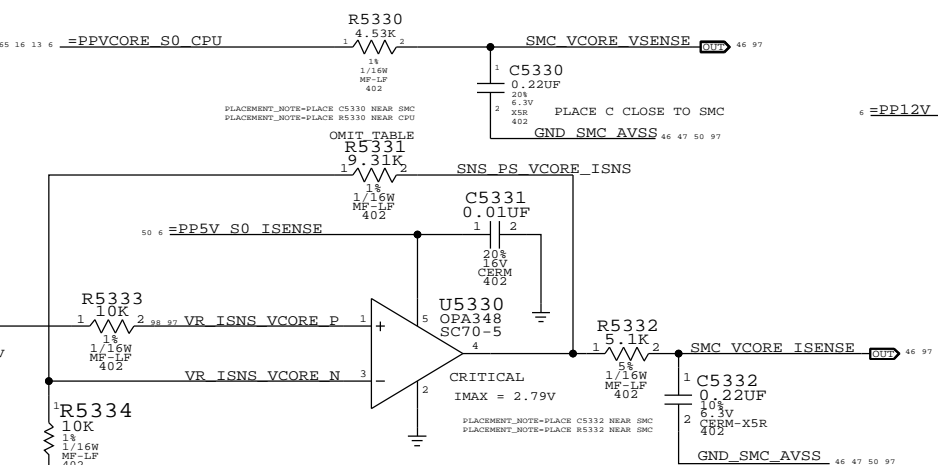 R5330
4.53K
65 16 13 6 =PPVCORE_S0_CPU 1 2 SMC_VCORE_VSENSE OUT 46 97
1%
1/16W
MF-LF
402
1 C5330
0.22UF
20%
6.3V
2 X5R
402
PLACE C CLOSE TO SMC
6 =PP12V
PLACEMENT_NOTE=PLACE C5330 NEAR SMC
PLACEMENT_NOTE=PLACE R5330 NEAR CPU
GND_SMC_AVSS 46 47 50 97
OMIT_TABLE
R5331
9.31K
1 2 SNS_PS_VCORE_ISNS
1%
1/16W
MF-LF
402
C5331
0.01UF
1 2
20%
16V
CERM
402
50 6 =PP5V_S0_ISENSE
R5333
10K
1 2 98 97 VR_ISNS_VCORE_P 1 +
1%
1/16W
MF-LF
402
U5330
OPA348
SC70-5
5
4
V
VR_ISNS_VCORE_N 3 -
2
CRITICAL
IMAX = 2.79V
R5332
5.1K
1 2 SMC_VCORE_ISENSE OUT 46 97
5%
1/16W
MF-LF
402
1 C5332
0.22UF
10%
6.3V
2 CERM-X5R
402
PLACEMENT_NOTE=PLACE C5332 NEAR SMC
PLACEMENT_NOTE=PLACE R5332 NEAR SMC
1 R5334
10K
1%
1/16W
MF-LF
402
GND_SMC_AVSS 46 47 50 97